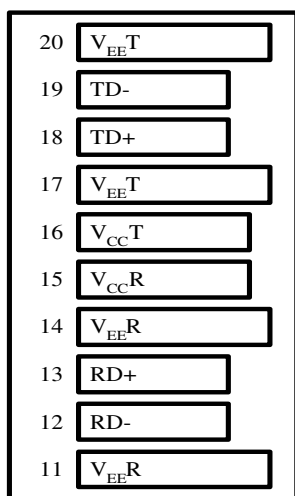 20 VEET
19 TD-
18 TD+
17 VEET
16 VCCT
15 VCCR
14 VEER
13 RD+
12 RD-
11 VEER